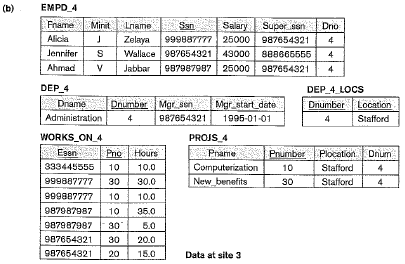 (b) EMPD_4
Fname Minit Lname Ssn Salary Super_ssn Dno
Alicia J Zelaya 999887777 25000 987654321 4
Jennifer S Wallace 987654321 43000 888665555 4
Ahmad V Jabbar 987987987 25000 987654321 4
DEP_4
Dname Dnumber Mgr_ssn Mgr_start_date
Administration 4 987654321 1995-01-01
DEP_4_LOCS
Dnumber Location
4 Stafford
WORKS_ON_4
Essn Pno Hours
333445555 10 10.0
999887777 30 30.0
999887777 10 10.0
987987987 10 35.0
987987987 30 5.0
987654321 30 20.0
987654321 20 15.0
PROJS_4
Pname Pnumber Plocation Dnum
Computerization 10 Stafford 4
New_benefits 30 Stafford 4
Data at site 3